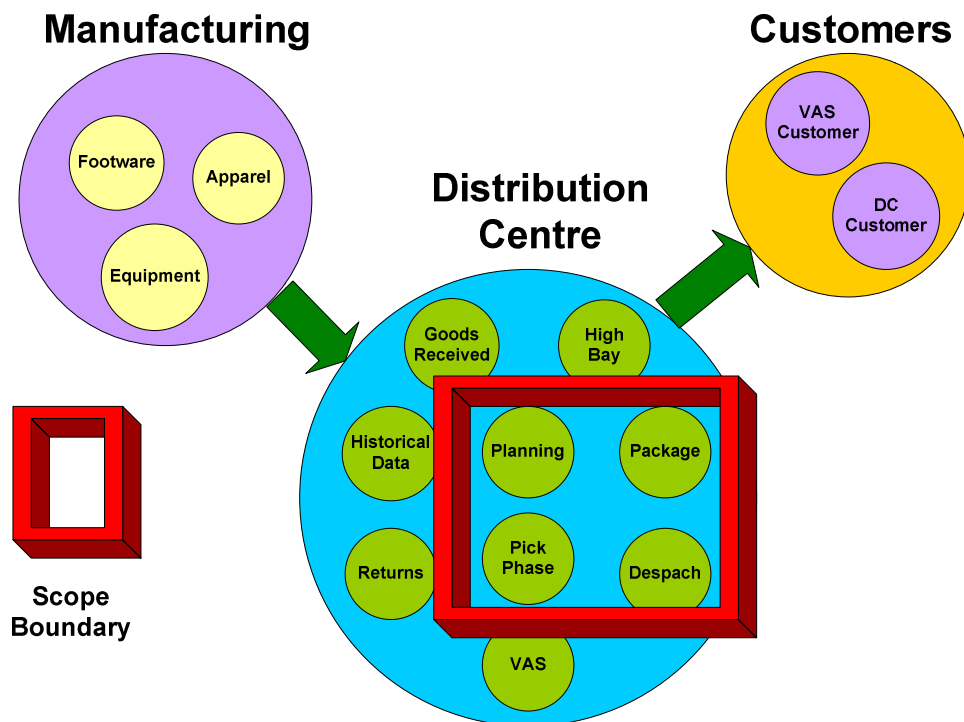 Manufacturing
Customers
Footware
Apparel
Equipment
VAS
Customer
DC
Customer
Distribution
Centre
Goods
Received
High
Bay
Historical
Data
Planning
Package
Returns
Pick
Phase
Despach
VAS
Scope
Boundary